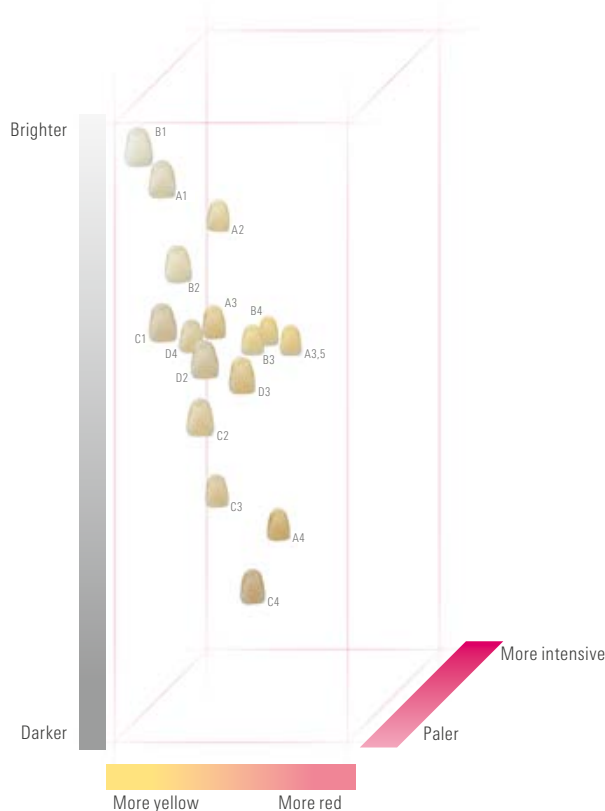 Brighter
B1
A1
A2
B2
A3
B4
C1
D4
B3
A3,5
D2
D3
C2
C3
A4
C4
More intensive
Darker
Paler
More yellow
More red